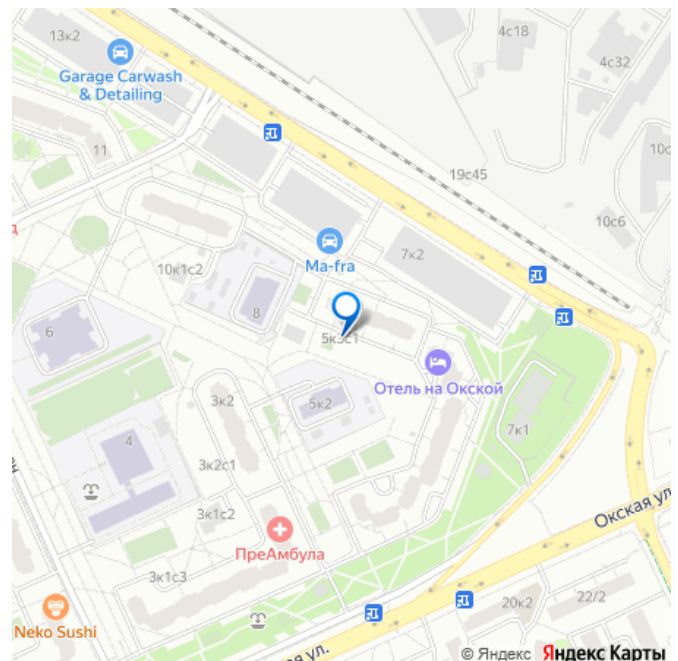 13к2
4с18
4с32
Garage Carwash
& Detailing
11
19с45
10с6
10к1с2
Ma-fra
7к2
8
6
5к3с1
Отель на Окской
5к2
3к2
7к1
4
3к2с1
3к1с2
Окская ул
ПреАмбула
3к1с3
20к2
22/2
Neko Sushi
ул.
© Яндекс Яндекс Карты